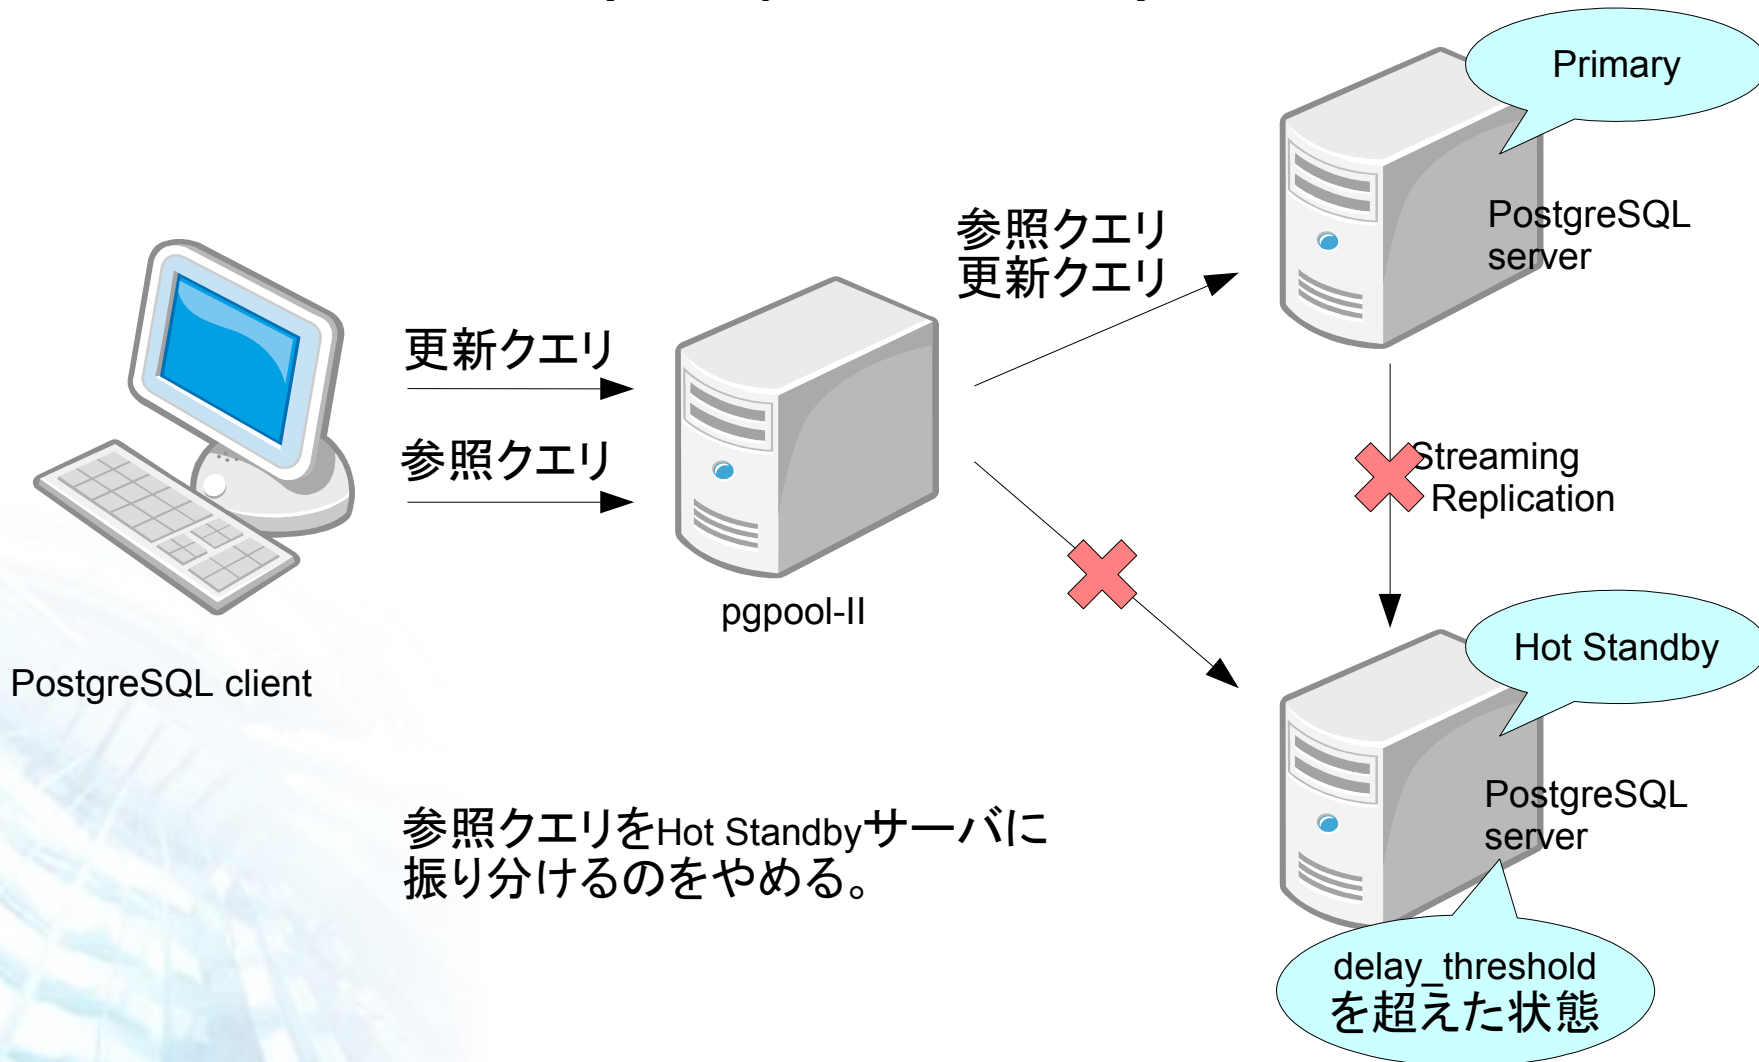 Primary
PostgreSQL
server
参照クエリ
更新クエリ
更新クエリ
参照クエリ
Streaming
Replication
pgpool-II
PostgreSQL client
Hot Standby
PostgreSQL
server
参照クエリをHot Standbyサーバに
振り分けるのをやめる。
delay_threshold
を超えた状態